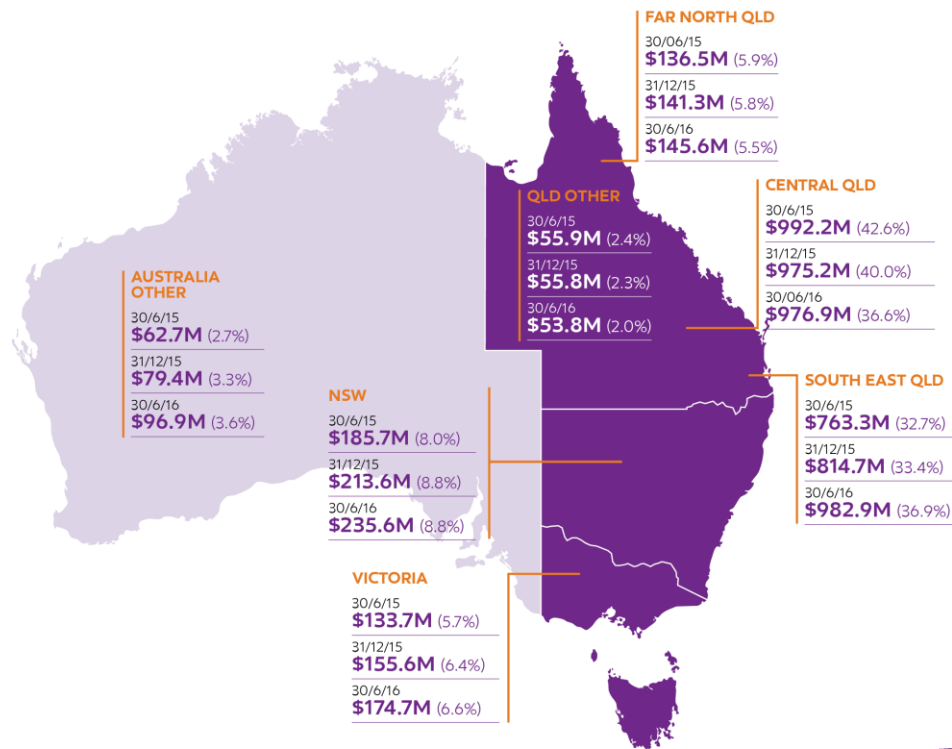 FAR NORTH QLD
30/06/15
$136.5M (5.9%)
31/12/15
$141.3M (5.8%)
30/6/16
$145.6M (5.5%)
QLD OTHER
30/6/15
$55.9M (2.4%)
31/12/15
$55.8M (2.3%)
30/6/16
$53.8M (2.0%)
CENTRAL QLD
30/6/15
$992.2M (42.6%)
31/12/15
$975.2M (40.0%)
30/06/16
$976.9M (36.6%)
AUSTRALIA
OTHER
30/6/15
$62.7M (2.7%)
31/12/15
$79.4M (3.3%)
30/6/16
$96.9M (3.6%)
SOUTH EAST QLD
30/6/15
$763.3M (32.7%)
31/12/15
$814.7M (33.4%)
30/6/16
$982.9M (36.9%)
NSW
30/6/15
$185.7M (8.0%)
31/12/15
$213.6M (8.8%)
30/6/16
$235.6M (8.8%)
VICTORIA
30/6/15
$133.7M (5.7%)
31/12/15
$155.6M (6.4%)
30/6/16
$174.7M (6.6%)